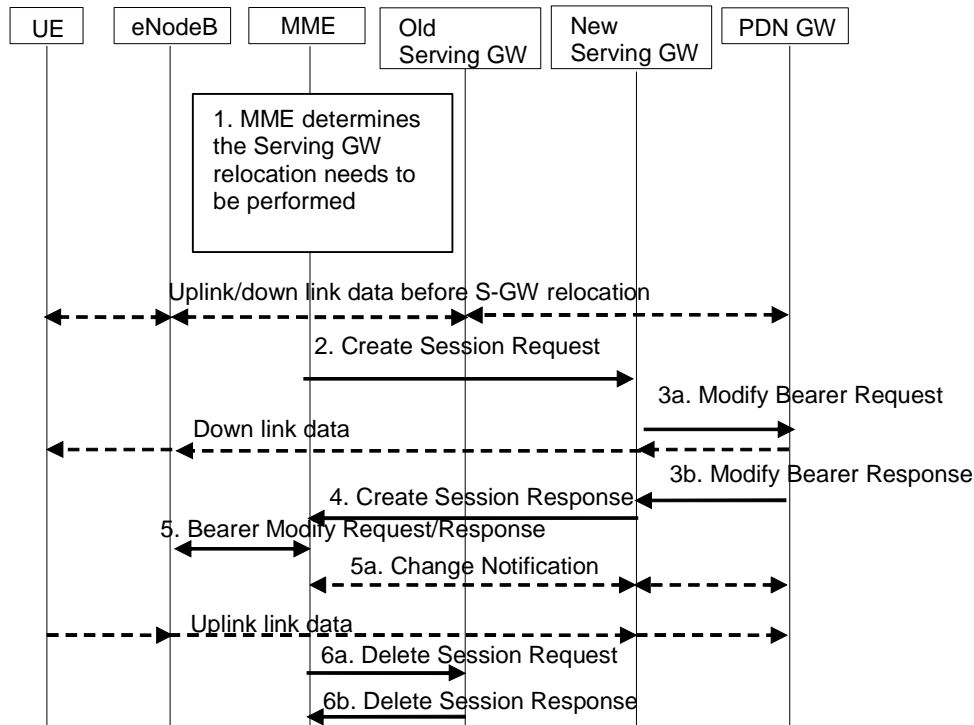 UE
eNodeB
MME
Old
Serving GW
New
Serving GW
PDN GW
1. MME determines
the Serving GW
relocation needs to
be performed
Uplink/down link data before S-GW relocation
2. Create Session Request
3a. Modify Bearer Request
Down link data
3b. Modify Bearer Response
4. Create Session Response
5. Bearer Modify Request/Response
5a. Change Notification
Uplink link data
6a. Delete Session Request
6b. Delete Session Response